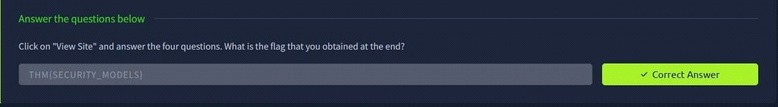 Answer the questions below
Click on "View Site" and answer the four questions. What is the flag that you obtained at the end?
THM{SECURITY_MODELS}
✓ Correct Answer